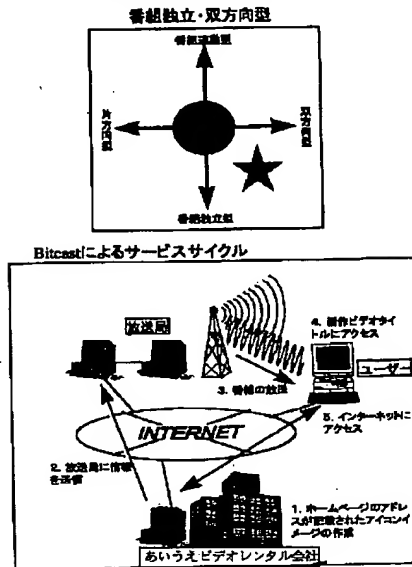 番組独立・双方向型
番組連動型
片方向型
双方向型
番組独立型
Bitcastによるサービスサイクル
放送局
4. 新作ビデオタイ
トルにアクセス
ユーザー
3. 番組の放送
5. インターネットに
アクセス
INTERNET
2. 放送局に情報
を送信
1. ホームページのアドレ
スが記載されたアイコンイ
メージの作成
あいうえビデオレンタル会社